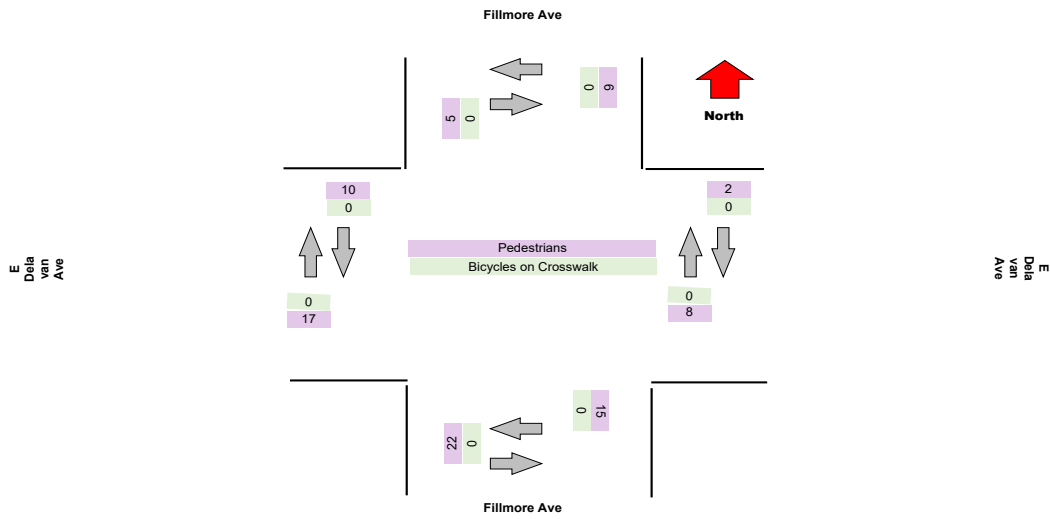 Fillmore Ave
0
6
5
0
North
10
0
2
0
Pedestrians
Bicycles on Crosswalk
E
Dela
van
Ave
E
Dela
van
Ave
0
17
0
8
0
15
22
0
Fillmore Ave